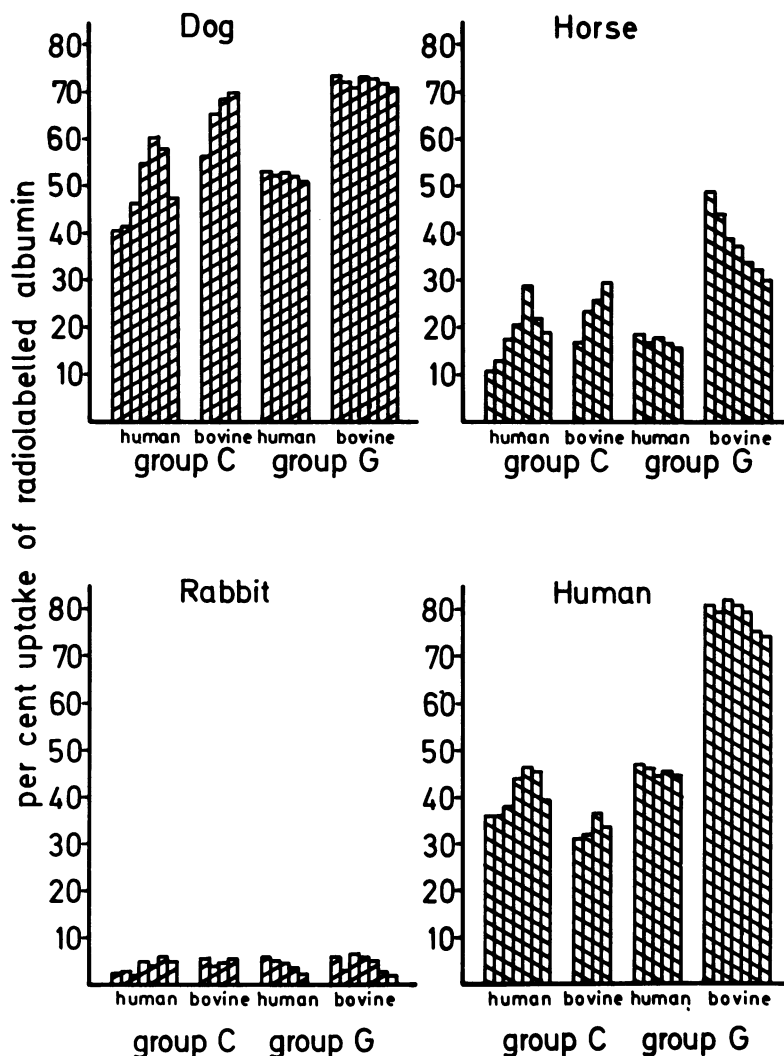 per cent uptake of radiolabelled albumin
Dog
80
70
60
50
40
30
20
10
human bovine human bovine
group C group G
Horse
80
70
60
50
40
30
20
10
human bovine human bovine
group C group G
Rabbit
80
70
60
50
40
30
20
10
human bovine human bovine
group C group G
Human
80
70
60
50
40
30
20
10
human bovine human bovine
group C group G